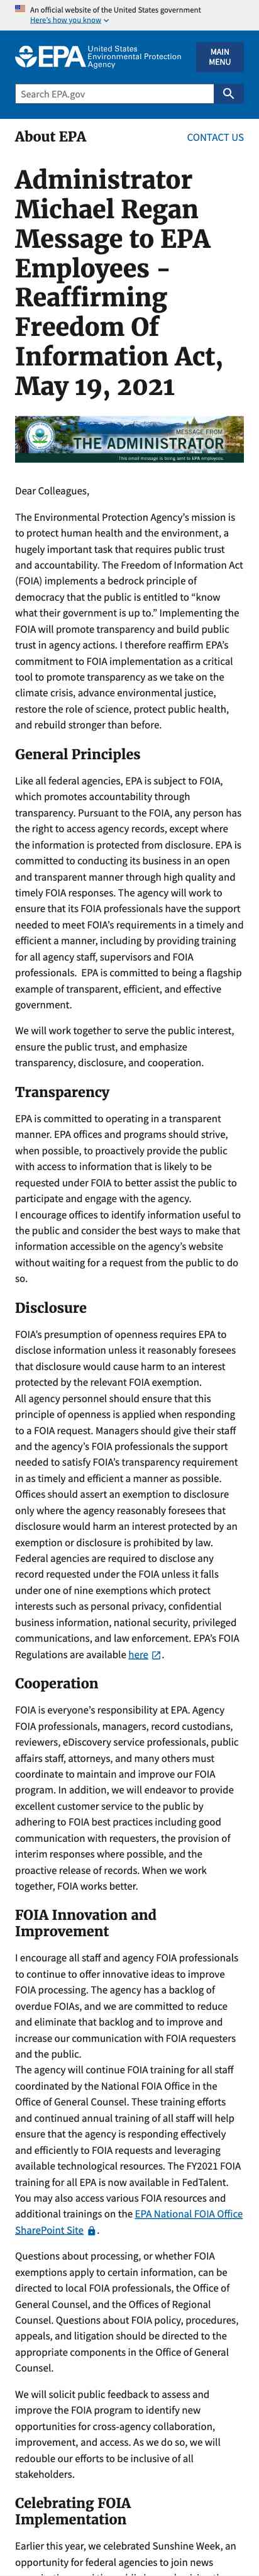 An official website of the United States government
Here's how you know
EPA United States
Environmental Protection
Agency
MAIN
MENU
Search EPA.gov
About EPA
CONTACT US
Administrator
Michael Regan
Message to EPA
Employees -
Reaffirming
Freedom Of
Information Act,
May 19, 2021
MESSAGE FROM
THE ADMINISTRATOR
This email message is being sent to EPA employees.
Dear Colleagues,
The Environmental Protection Agency's mission is
to protect human health and the environment, a
hugely important task that requires public trust
and accountability. The Freedom of Information Act
(FOIA) implements a bedrock principle of
democracy that the public is entitled to “know
what their government is up to.” Implementing the
FOIA will promote transparency and build public
trust in agency actions. I therefore reaffirm EPA's
commitment to FOIA implementation as a critical
tool to promote transparency as we take on the
climate crisis, advance environmental justice,
restore the role of science, protect public health,
and rebuild stronger than before.
General Principles
Like all federal agencies, EPA is subject to FOIA,
which promotes accountability through
transparency. Pursuant to the FOIA, any person has
the right to access agency records, except where
the information is protected from disclosure. EPA is
committed to conducting its business in an open
and transparent manner through high quality and
timely FOIA responses. The agency will work to
ensure that its FOIA professionals have the support
needed to meet FOIA's requirements in a timely and
efficient a manner, including by providing training
for all agency staff, supervisors and FOIA
professionals.  EPA is committed to being a flagship
example of transparent, efficient, and effective
government.
We will work together to serve the public interest,
ensure the public trust, and emphasize
transparency, disclosure, and cooperation.
Transparency
EPA is committed to operating in a transparent
manner. EPA offices and programs should strive,
when possible, to proactively provide the public
with access to information that is likely to be
requested under FOIA to better assist the public to
participate and engage with the agency.
I encourage offices to identify information useful to
the public and consider the best ways to make that
information accessible on the agency's website
without waiting for a request from the public to do
so.
Disclosure
FOIA's presumption of openness requires EPA to
disclose information unless it reasonably foresees
that disclosure would cause harm to an interest
protected by the relevant FOIA exemption.
All agency personnel should ensure that this
principle of openness is applied when responding
to a FOIA request. Managers should give their staff
and the agency's FOIA professionals the support
needed to satisfy FOIA's transparency requirement
in as timely and efficient a manner as possible.
Offices should assert an exemption to disclosure
only where the agency reasonably foresees that
disclosure would harm an interest protected by an
exemption or disclosure is prohibited by law.
Federal agencies are required to disclose any
record requested under the FOIA unless it falls
under one of nine exemptions which protect
interests such as personal privacy, confidential
business information, national security, privileged
communications, and law enforcement. EPA's FOIA
Regulations are available here.
Cooperation
FOIA is everyone's responsibility at EPA. Agency
FOIA professionals, managers, record custodians,
reviewers, eDiscovery service professionals, public
affairs staff, attorneys, and many others must
coordinate to maintain and improve our FOIA
program. In addition, we will endeavor to provide
excellent customer service to the public by
adhering to FOIA best practices including good
communication with requesters, the provision of
interim responses where possible, and the
proactive release of records. When we work
together, FOIA works better.
FOIA Innovation and
Improvement
I encourage all staff and agency FOIA professionals
to continue to offer innovative ideas to improve
FOIA processing. The agency has a backlog of
overdue FOIAs, and we are committed to reduce
and eliminate that backlog and to improve and
increase our communication with FOIA requesters
and the public.
The agency will continue FOIA training for all staff
coordinated by the National FOIA Office in the
Office of General Counsel. These training efforts
and continued annual training of all staff will help
ensure that the agency is responding effectively
and efficiently to FOIA requests and leveraging
available technological resources. The FY2021 FOIA
training for all EPA is now available in FedTalent.
You may also access various FOIA resources and
additional trainings on the EPA National FOIA Office
SharePoint Site.
Questions about processing, or whether FOIA
exemptions apply to certain information, can be
directed to local FOIA professionals, the Office of
General Counsel, and the Offices of Regional
Counsel. Questions about FOIA policy, procedures,
appeals, and litigation should be directed to the
appropriate components in the Office of General
Counsel.
We will solicit public feedback to assess and
improve the FOIA program to identify new
opportunities for cross-agency collaboration,
improvement, and access. As we do so, we will
redouble our efforts to be inclusive of all
stakeholders.
Celebrating FOIA
Implementation
Earlier this year, we celebrated Sunshine Week, an
opportunity for federal agencies to join news